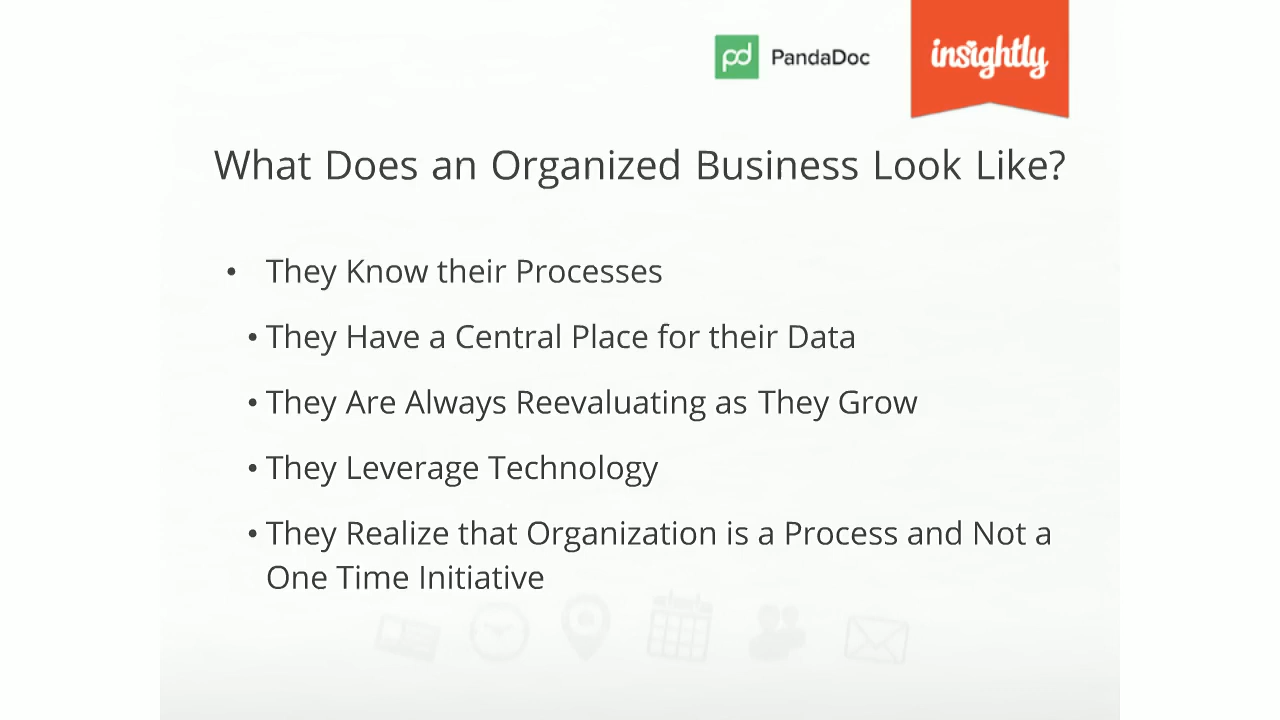 pd PandaDoc
insightly
What Does an Organized Business Look Like?
• They Know their Processes
• They Have a Central Place for their Data
• They Are Always Reevaluating as They Grow
• They Leverage Technology
• They Realize that Organization is a Process and Not a
One Time Initiative